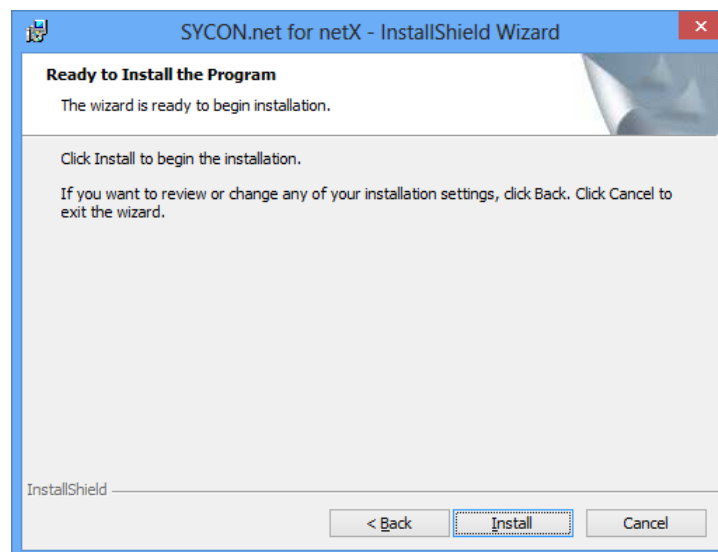 SYCON.net for netX - InstallShield Wizard
Ready to Install the Program
The wizard is ready to begin installation.
Click Install to begin the installation.
If you want to review or change any of your installation settings, click Back. Click Cancel to
exit the wizard.
InstallShield
< Back
Install
Cancel